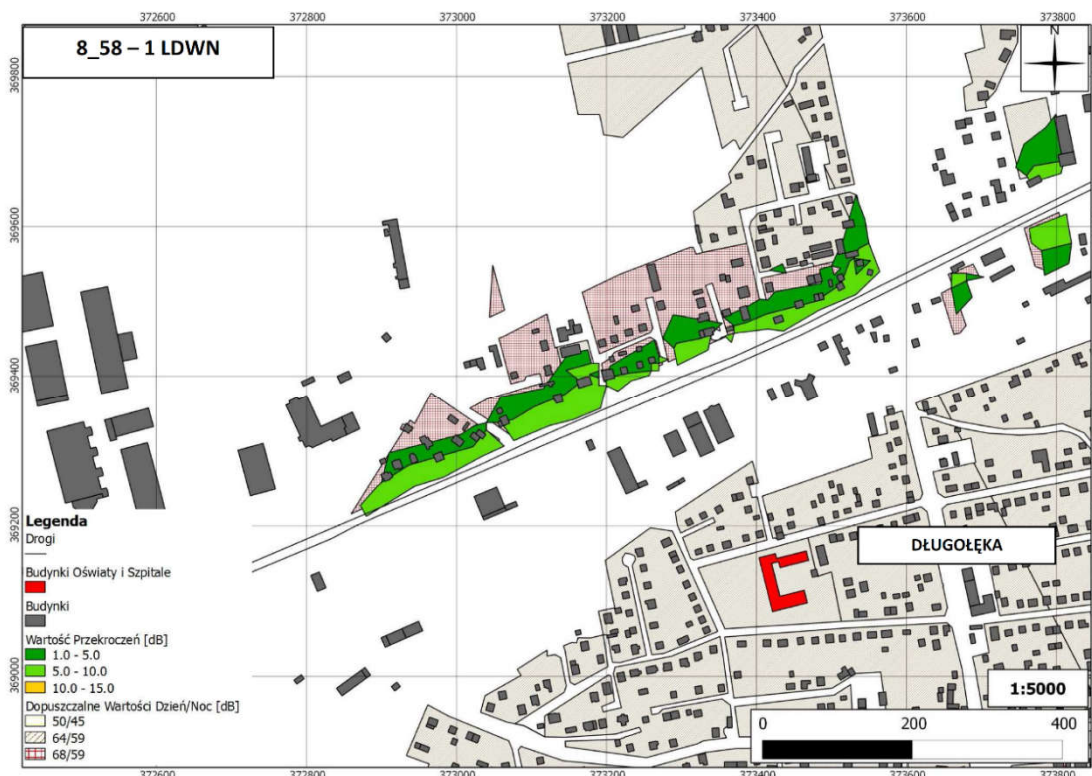 372600 372800 373000 373200 373400 373600 373800
8_58 – 1 LDWN
N
369800
369600
369400
369200
369000
Legenda
Drogi
Budynki Oświaty i Szpitale
Budynki
Wartość Przekroczeń [dB]
1.0 - 5.0
5.0 - 10.0
10.0 - 15.0
Dopuszczalne Wartości Dzień/Noc [dB]
50/45
64/59
68/59
DŁUGOŁĘKA
1:5000
0 200 400
372600 372800 373000 373200 373400 373600 373800